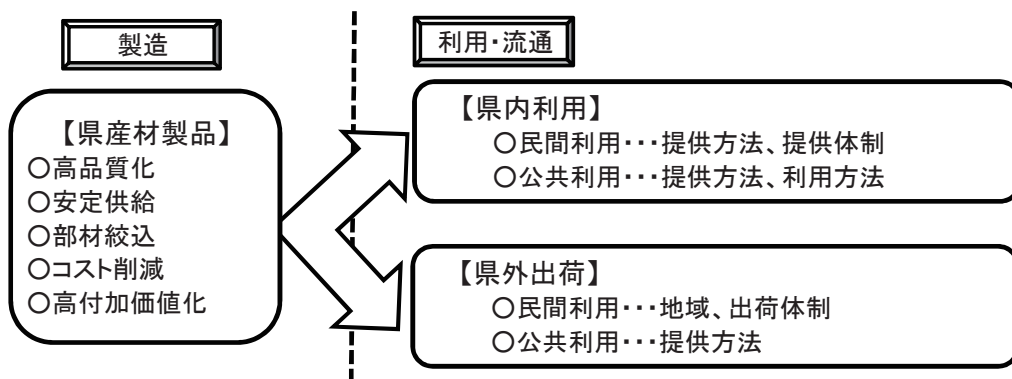 製造
【県産材製品】
○高品質化
○安定供給
○部材絞込
○コスト削減
○高付加価値化
利用・流通
【県内利用】
○民間利用・・・提供方法、提供体制
○公共利用・・・提供方法、利用方法
【県外出荷】
○民間利用・・・地域、出荷体制
○公共利用・・・提供方法